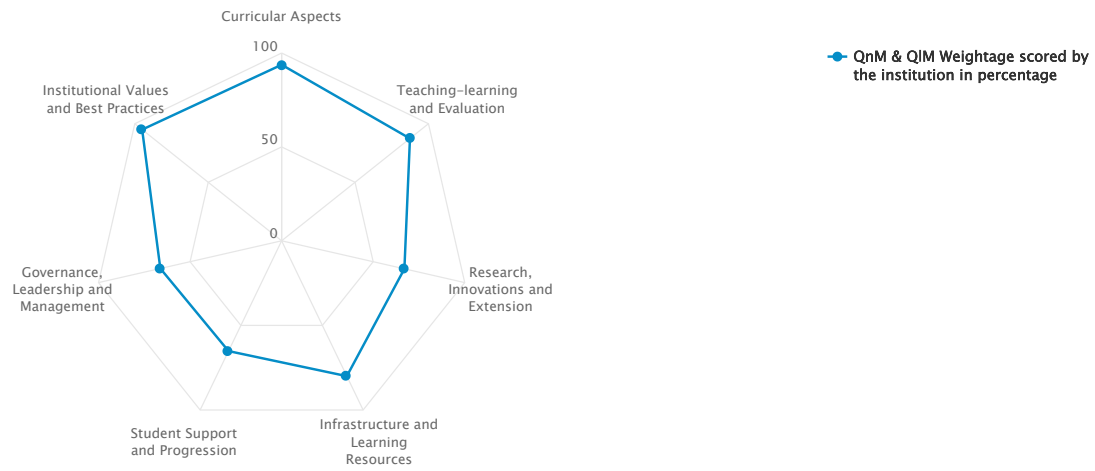 Curricular Aspects
100
QnM & QlM Weightage scored by
the institution in percentage
Institutional Values
and Best Practices
Teaching-learning
and Evaluation
50
0
Governance,
Leadership and
Management
Research,
Innovations and
Extension
Student Support
and Progression
Infrastructure and
Learning
Resources